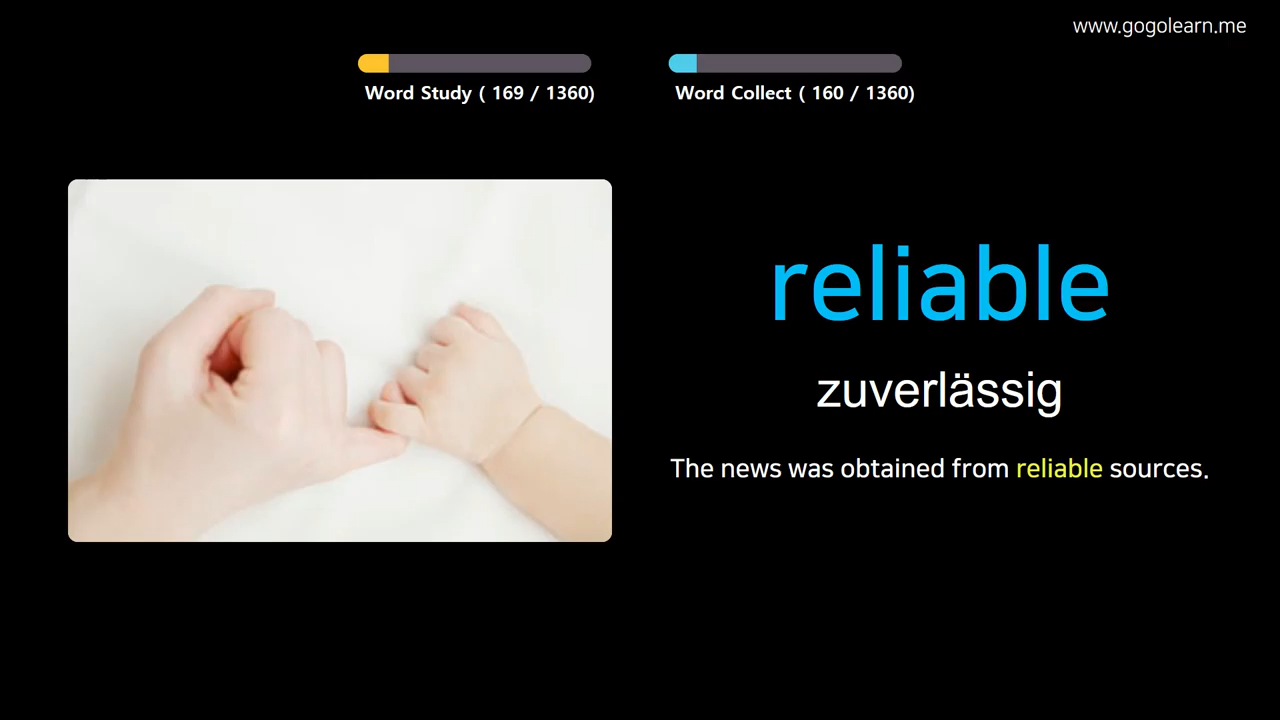 www.gogolearn.me
Word Study ( 169 / 1360)
Word Collect ( 160 / 1360)
reliable
zuverlässig
The news was obtained from reliable sources.